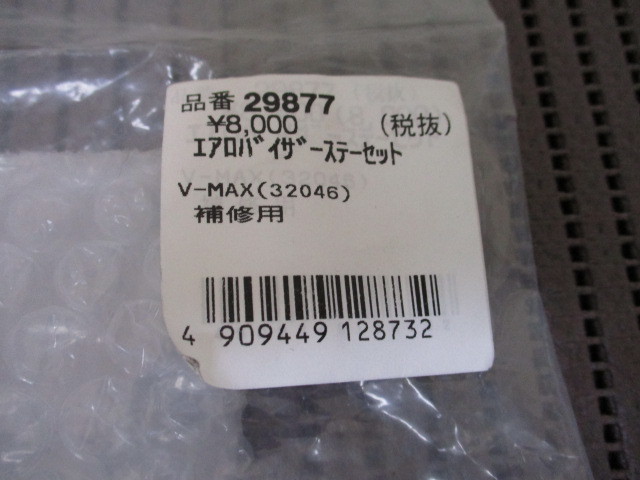 品番 29877
¥8,000 (税抜)
ｴｱﾛﾊﾞｲｻﾞｰｽﾃｰｾｯﾄ
V-MAX(32046)
補修用
4 909449 128732